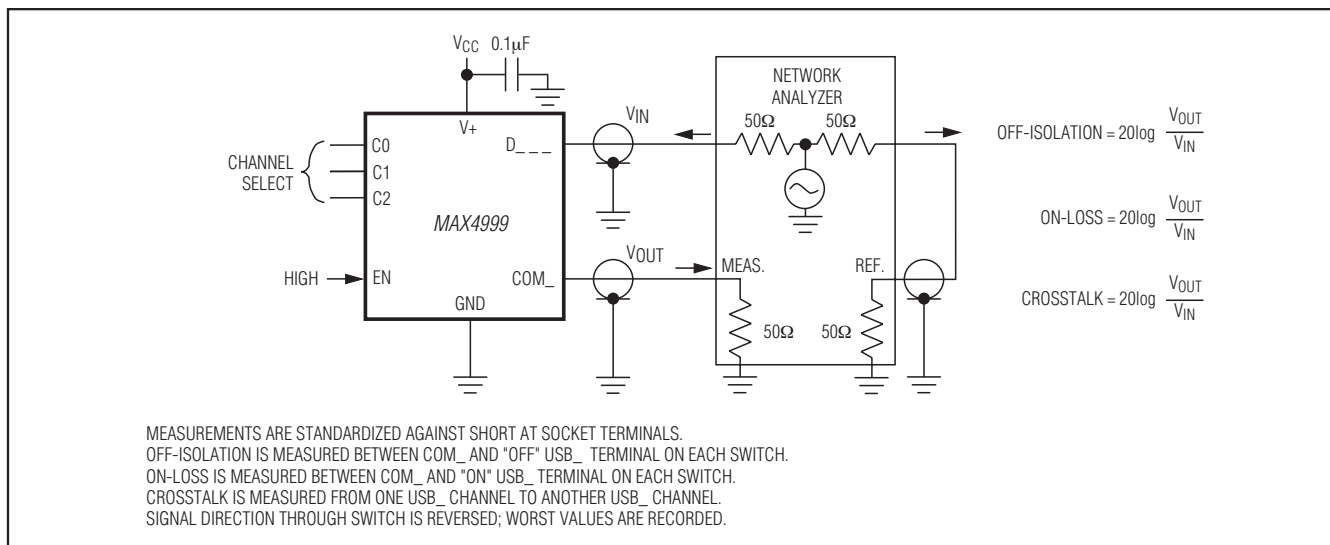 VCC 0.1µF
V+
C0
C1
C2
CHANNEL
SELECT
HIGH
EN
MAX4999
D_ _ _
COM_
GND
VIN
VOUT
NETWORK
ANALYZER
50Ω 50Ω
MEAS. REF.
50Ω 50Ω
OFF-ISOLATION = 20log VOUT
VIN
ON-LOSS = 20log VOUT
VIN
CROSSTALK = 20log VOUT
VIN
MEASUREMENTS ARE STANDARDIZED AGAINST SHORT AT SOCKET TERMINALS.
OFF-ISOLATION IS MEASURED BETWEEN COM_ AND "OFF" USB_ TERMINAL ON EACH SWITCH.
ON-LOSS IS MEASURED BETWEEN COM_ AND "ON" USB_ TERMINAL ON EACH SWITCH.
CROSSTALK IS MEASURED FROM ONE USB_ CHANNEL TO ANOTHER USB_ CHANNEL.
SIGNAL DIRECTION THROUGH SWITCH IS REVERSED; WORST VALUES ARE RECORDED.